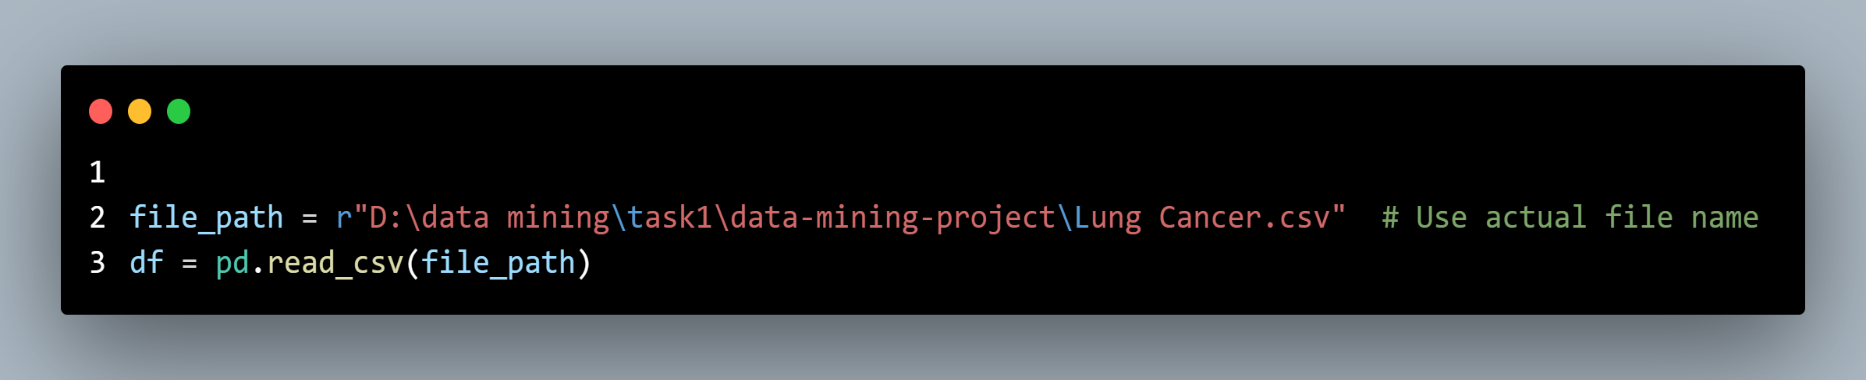 1
2 file_path = r"D:\data mining\task1\data-mining-project\Lung Cancer.csv"  # Use actual file name
3 df = pd.read_csv(file_path)